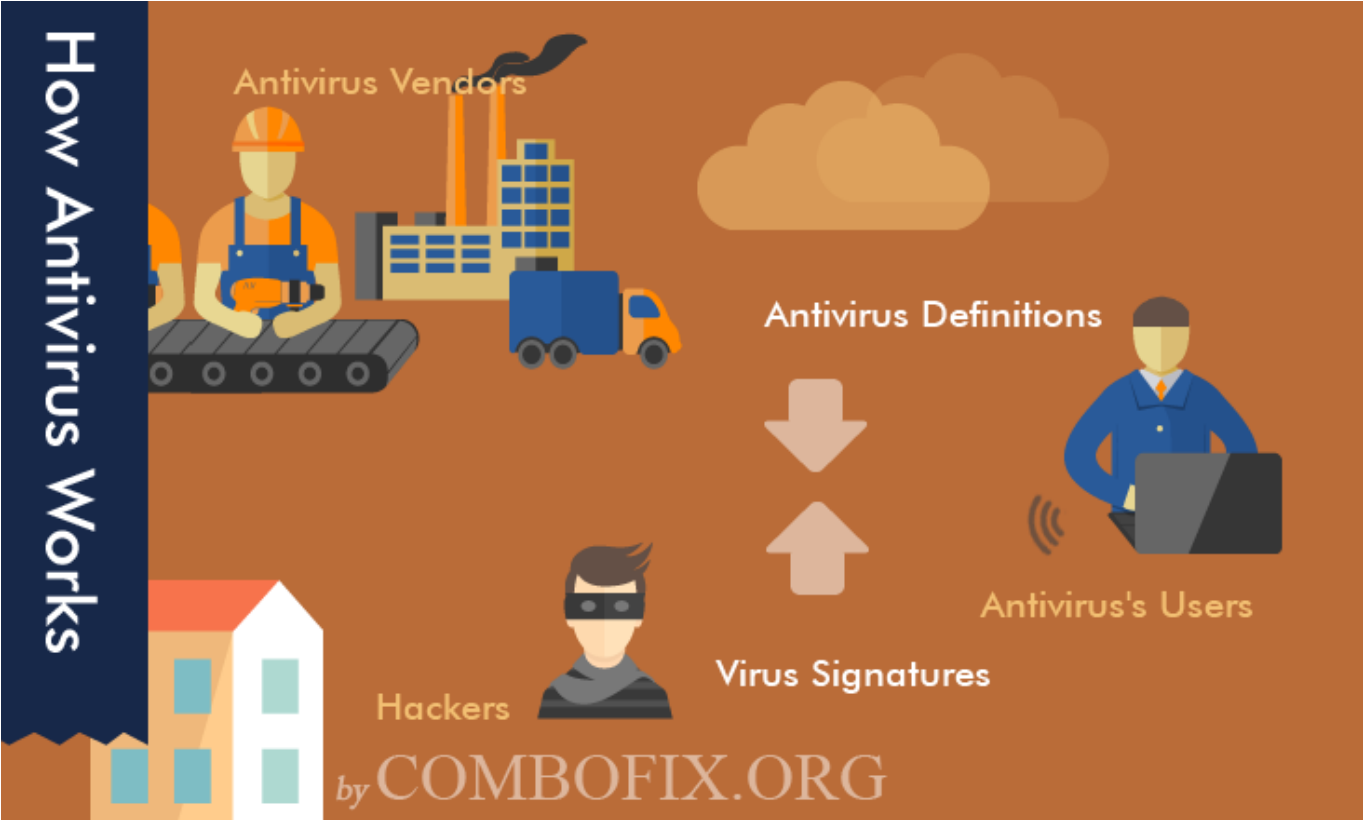 How Antivirus Works
Antivirus Vendors
Antivirus Definitions
Antivirus's Users
Virus Signatures
Hackers
by COMBOFIX.ORG